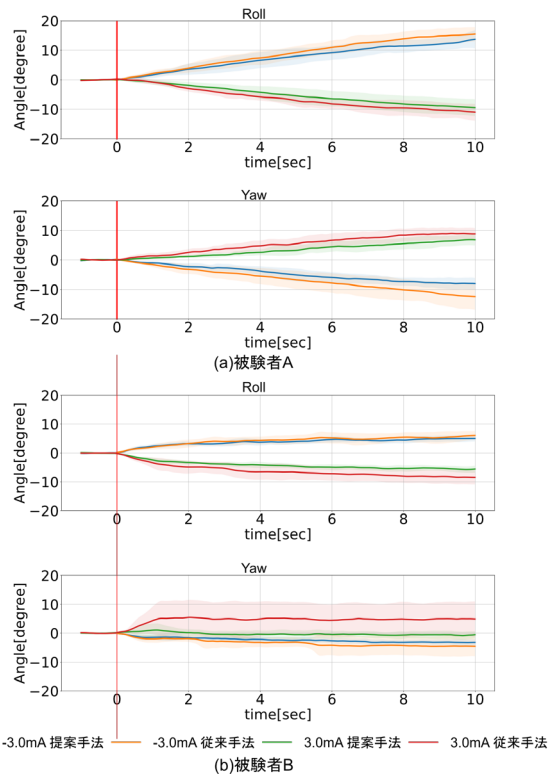 Roll
20
10
0
−10
−20
Angle[degree]
0 2 4 6 8 10
time[sec]
Yaw
20
10
0
−10
−20
Angle[degree]
0 2 4 6 8 10
time[sec]
(a)被験者A
Roll
20
10
0
−10
−20
Angle[degree]
0 2 4 6 8 10
time[sec]
Yaw
20
10
0
−10
−20
Angle[degree]
0 2 4 6 8 10
time[sec]
-3.0mA 提案手法 -3.0mA 従来手法 3.0mA 提案手法 3.0mA 従来手法
(b)被験者B